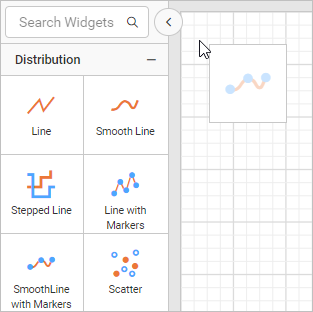 Search Widgets
Distribution
Line
Smooth Line
Stepped Line
Line with
Markers
SmoothLine
with Markers
Scatter